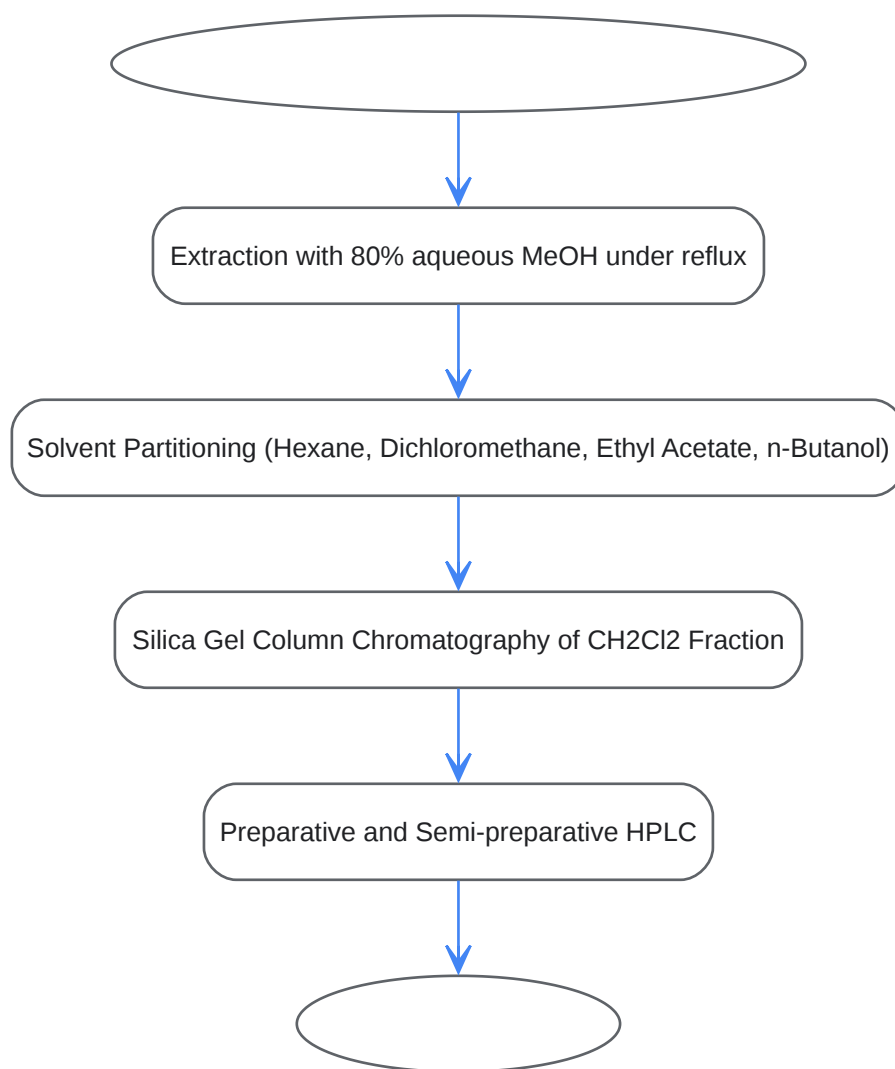 Extraction with 80% aqueous MeOH under reflux
Solvent Partitioning (Hexane, Dichloromethane, Ethyl Acetate, n-Butanol)
Silica Gel Column Chromatography of CH2Cl2 Fraction
Preparative and Semi-preparative HPLC